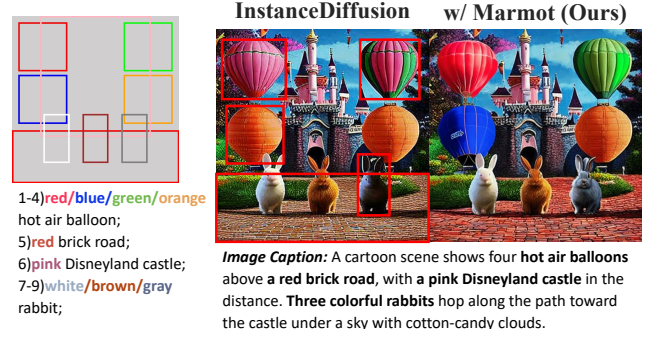 InstanceDiffusion
w/ Marmot (Ours)
1-4)red/blue/green/orange
hot air balloon;
5)red brick road;
6)pink Disneyland castle;
7-9)white/brown/gray
rabbit;
Image Caption: A cartoon scene shows four hot air balloons
above a red brick road, with a pink Disneyland castle in the
distance. Three colorful rabbits hop along the path toward
the castle under a sky with cotton-candy clouds.